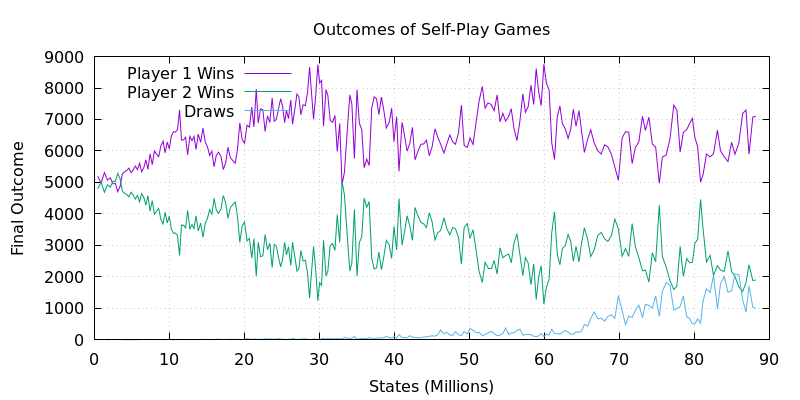 Outcomes of Self-Play Games
Player 1 Wins
Player 2 Wins
Draws
Final Outcome
9000
8000
7000
6000
5000
4000
3000
2000
1000
0
0 10 20 30 40 50 60 70 80 90
States (Millions)